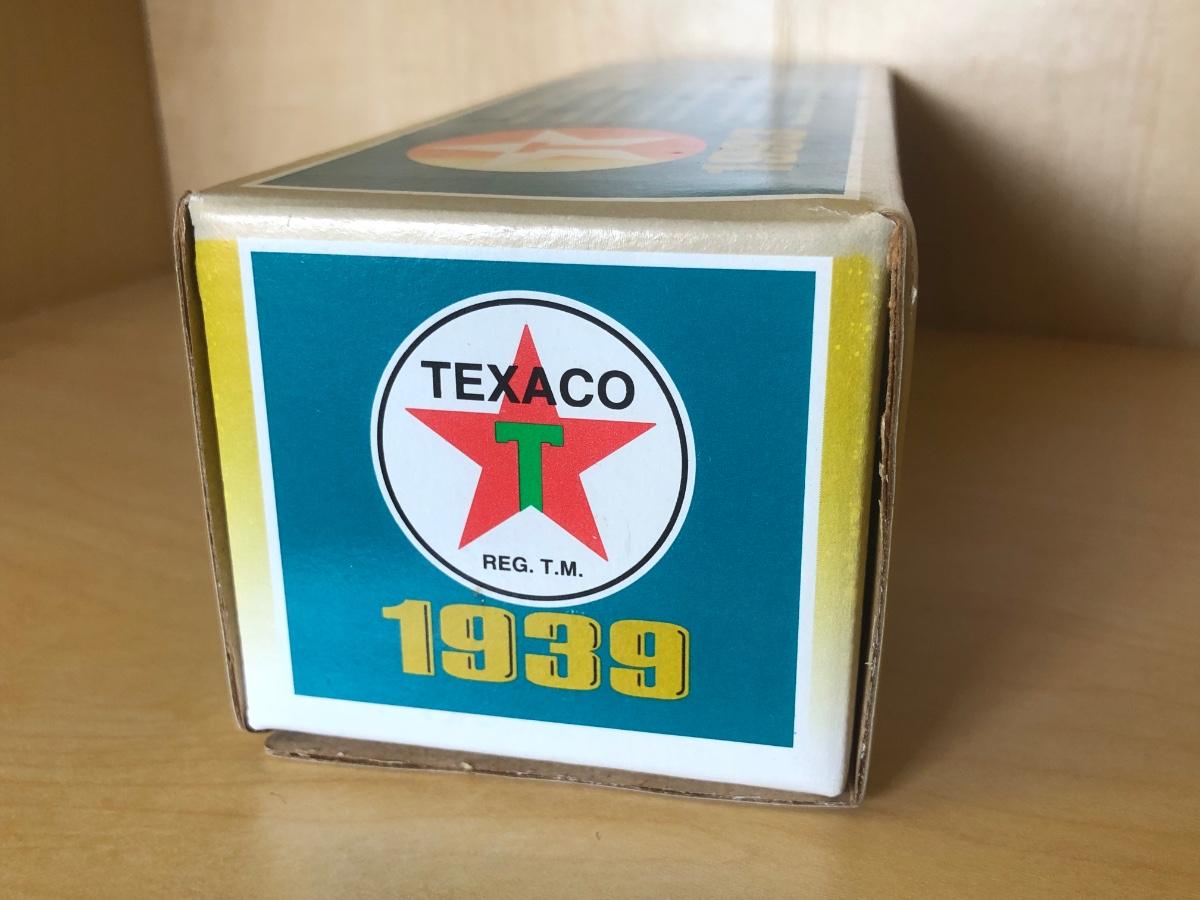 TEXACO
T
REG. T.M.
1939